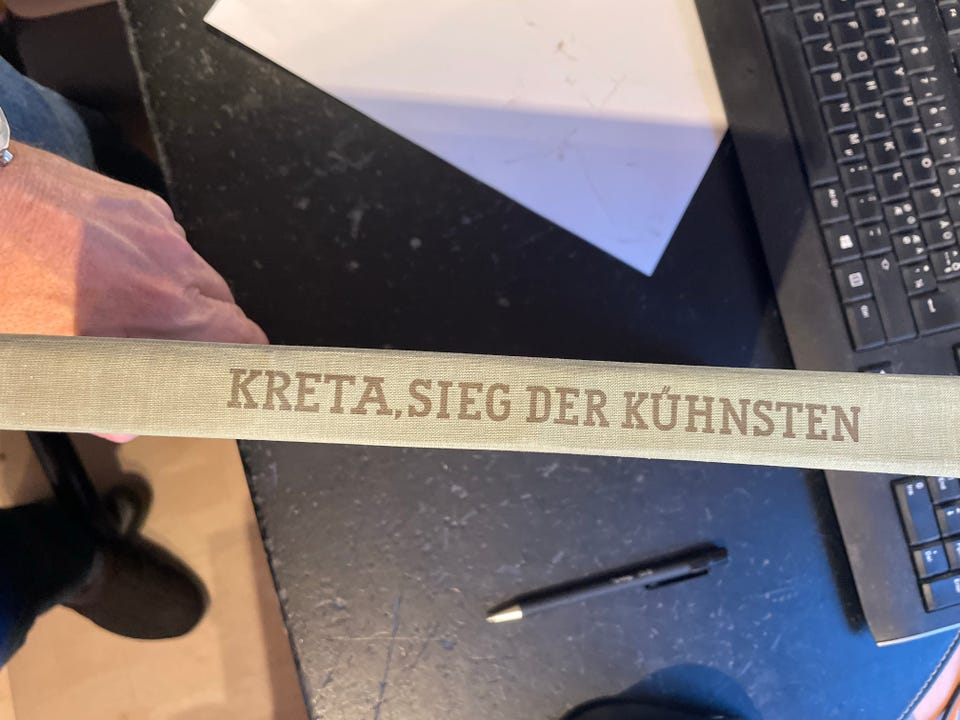 KRETA, SIEG DER KÜHNSTEN